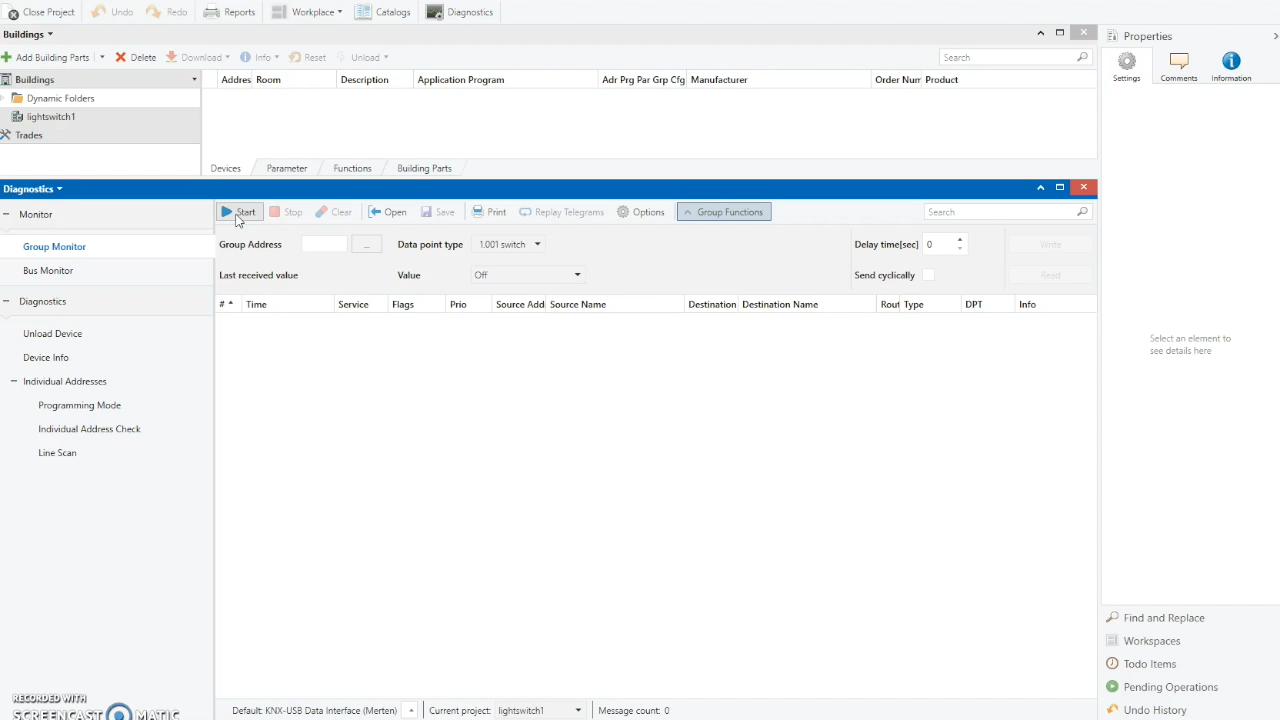 Close Project Undo Redo Reports Workplace Catalogs Diagnostics
Buildings
Add Building Parts Delete Download Info Reset Unload Search
Buildings Addres Room Description Application Program Adr Prg Par Grp Cfg Manufacturer Order Num Product
Dynamic Folders
lightswitch1
Trades
Devices Parameter Functions Building Parts
Diagnostics
Monitor
Group Monitor
Bus Monitor
Diagnostics
Unload Device
Device Info
Individual Addresses
Programming Mode
Individual Address Check
Line Scan
Start Stop Clear Open Save Print Replay Telegrams Options Group Functions Search
Group Address ... Data point type 1.001 switch Delay time[sec] 0 Write
Last received value Value Off Send cyclically Read
# Time Service Flags Prio Source Add Source Name Destination Destination Name Rout Type DPT Info
Default: KNX-USB Data Interface (Merten) Current project: lightswitch1 Message count: 0
Properties
Settings Comments Information
Select an element to
see details here
Find and Replace
Workspaces
Todo Items
Pending Operations
Undo History
RECORDED WITH
SCREENCAST MATIC